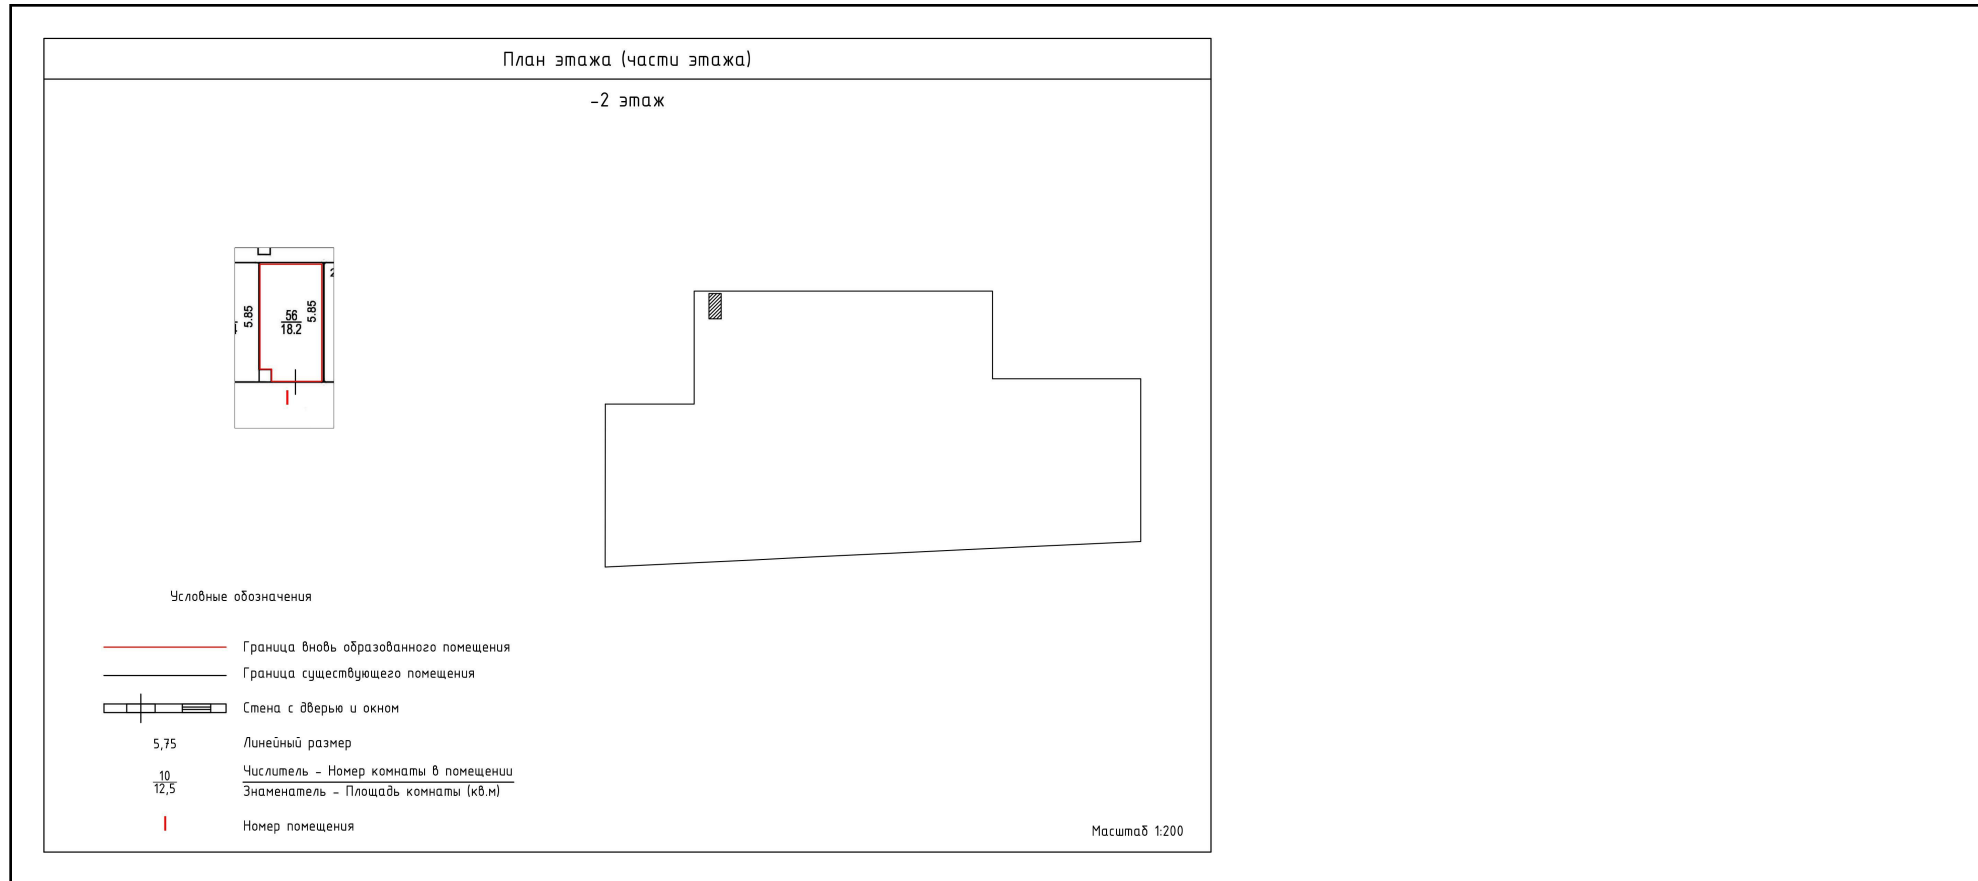 План этажа (части этажа)
-2 этаж
2
5.85
56
18.2
5.85
I
Условные обозначения
Граница вновь образованного помещения
Граница существующего помещения
Стена с дверью и окном
5,75 Линейный размер
10
12,5
Числитель - Номер комнаты в помещении
Знаменатель - Площадь комнаты (кв.м)
I Номер помещения
Масштаб 1:200